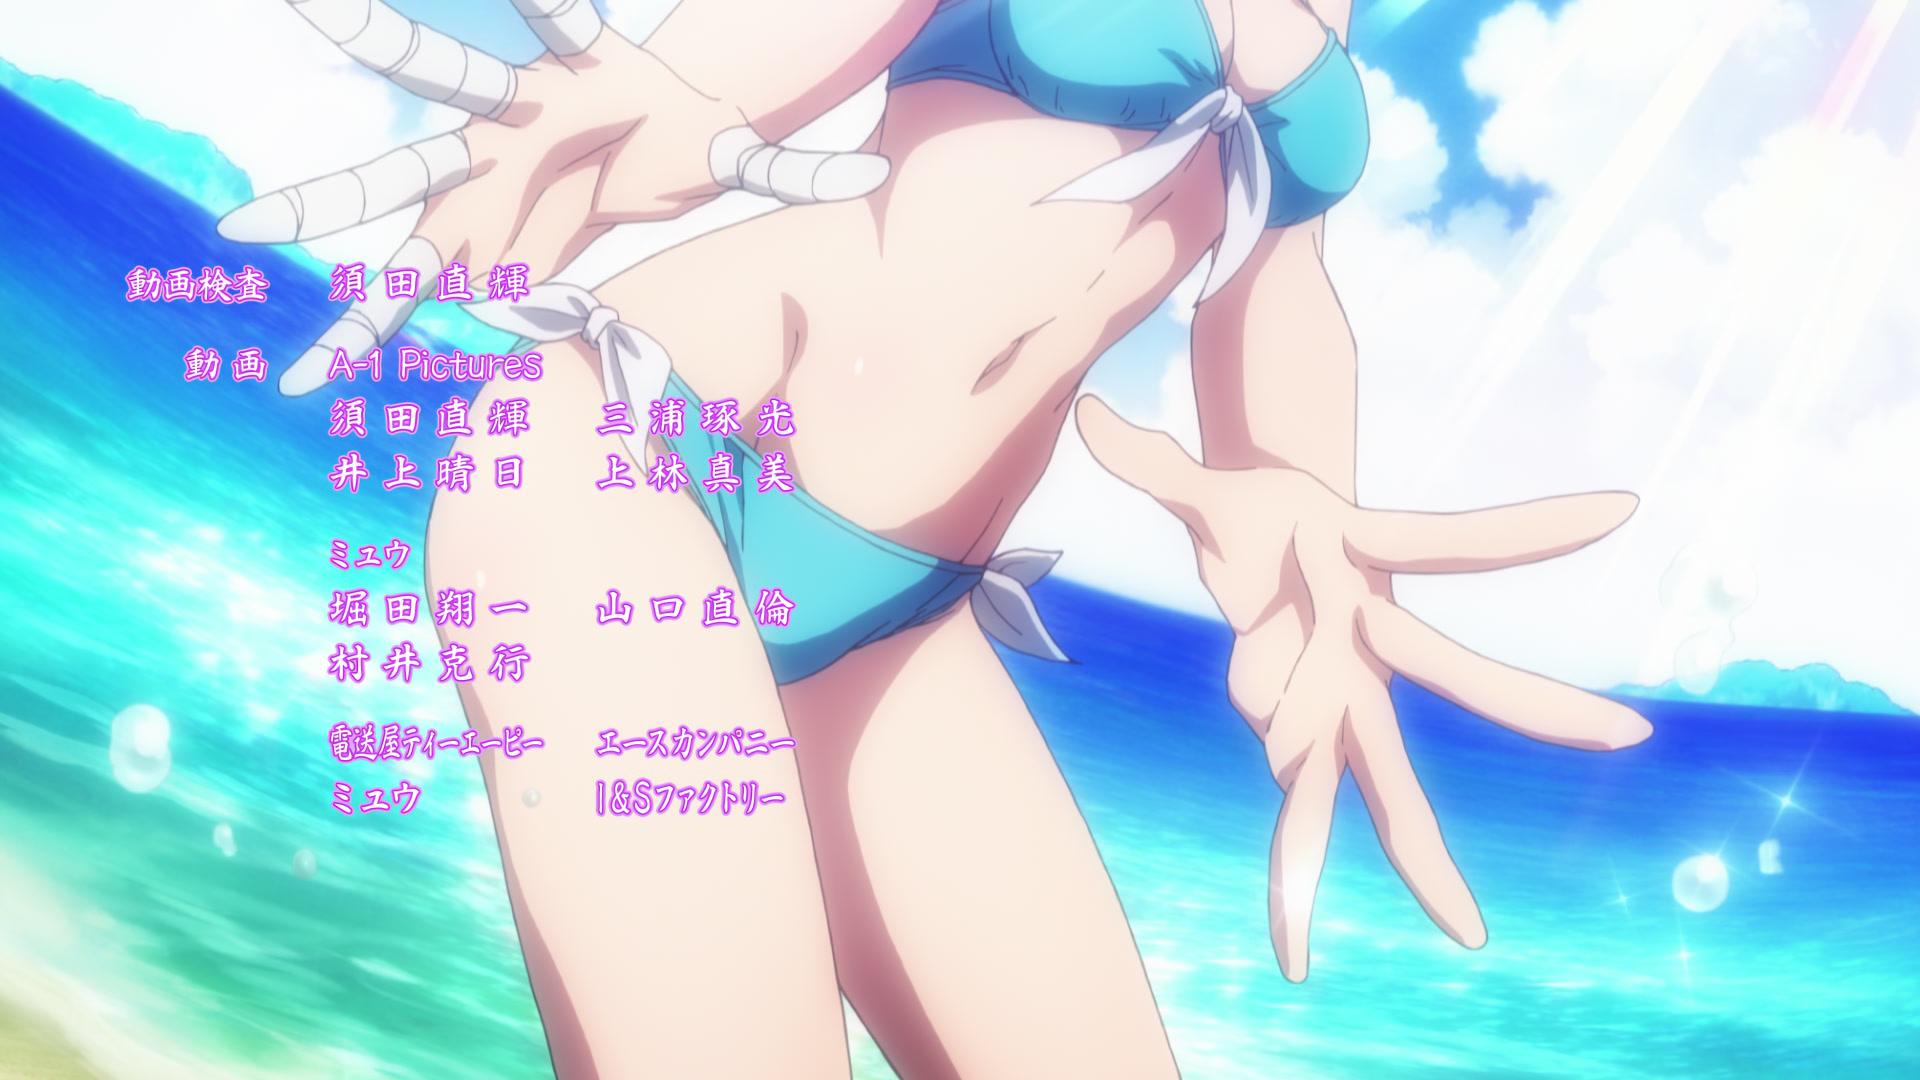 動画検査 須田直輝
動画 A-1 Pictures
須田直輝 三浦琢光
井上晴日 上林真美
ミュウ
堀田翔一 山口直倫
村井克行
電送屋ティーエーピー エースカンパニー
ミュウ I&Sファクトリー